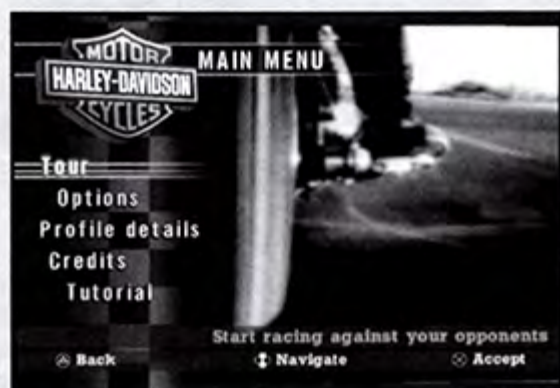 MOTOR
HARLEY-DAVIDSON
CYCLES
MAIN MENU
Tour
Options
Profile details
Credits
Tutorial
Start racing against your opponents
Back
Navigate
Accept